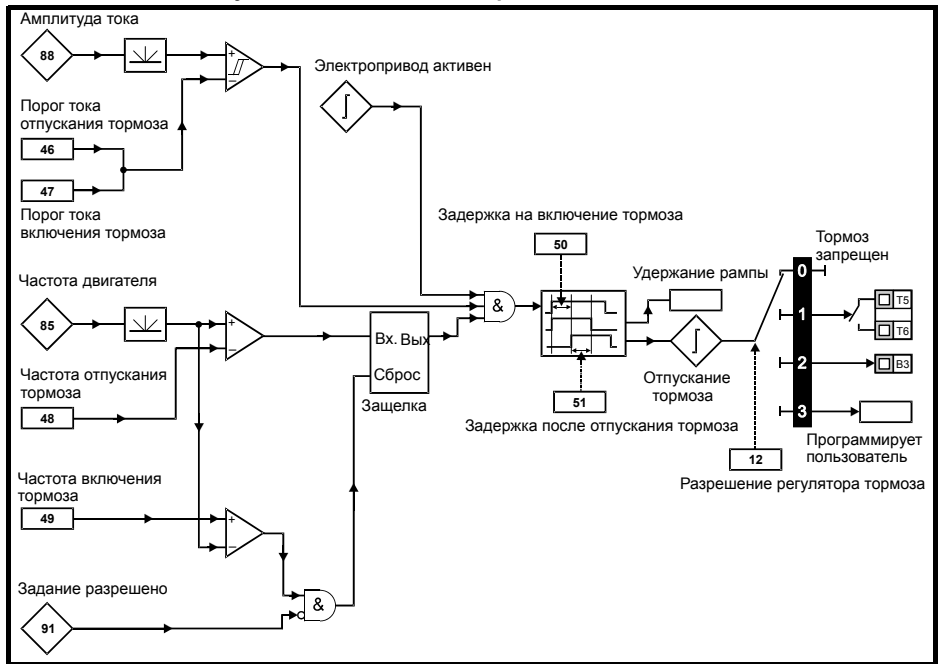 Амплитуда тока
88
+
−
Электропривод активен
Порог тока
отпускания тормоза
46
47
Порог тока
включения тормоза
Задержка на включение тормоза
50
Тормоз
запрещен
Удержание рампы
0
Частота двигателя
1
T5
T6
85
+
−
&
Вх. Вых
Сброс
Защелка
2
B3
Частота отпускания
тормоза
48
Отпускание
тормоза
51
3
Задержка после отпускания тормоза
Программирует
пользователь
12
Разрешение регулятора тормоза
Частота включения
тормоза
49
+
−
Задание разрешено
91
&